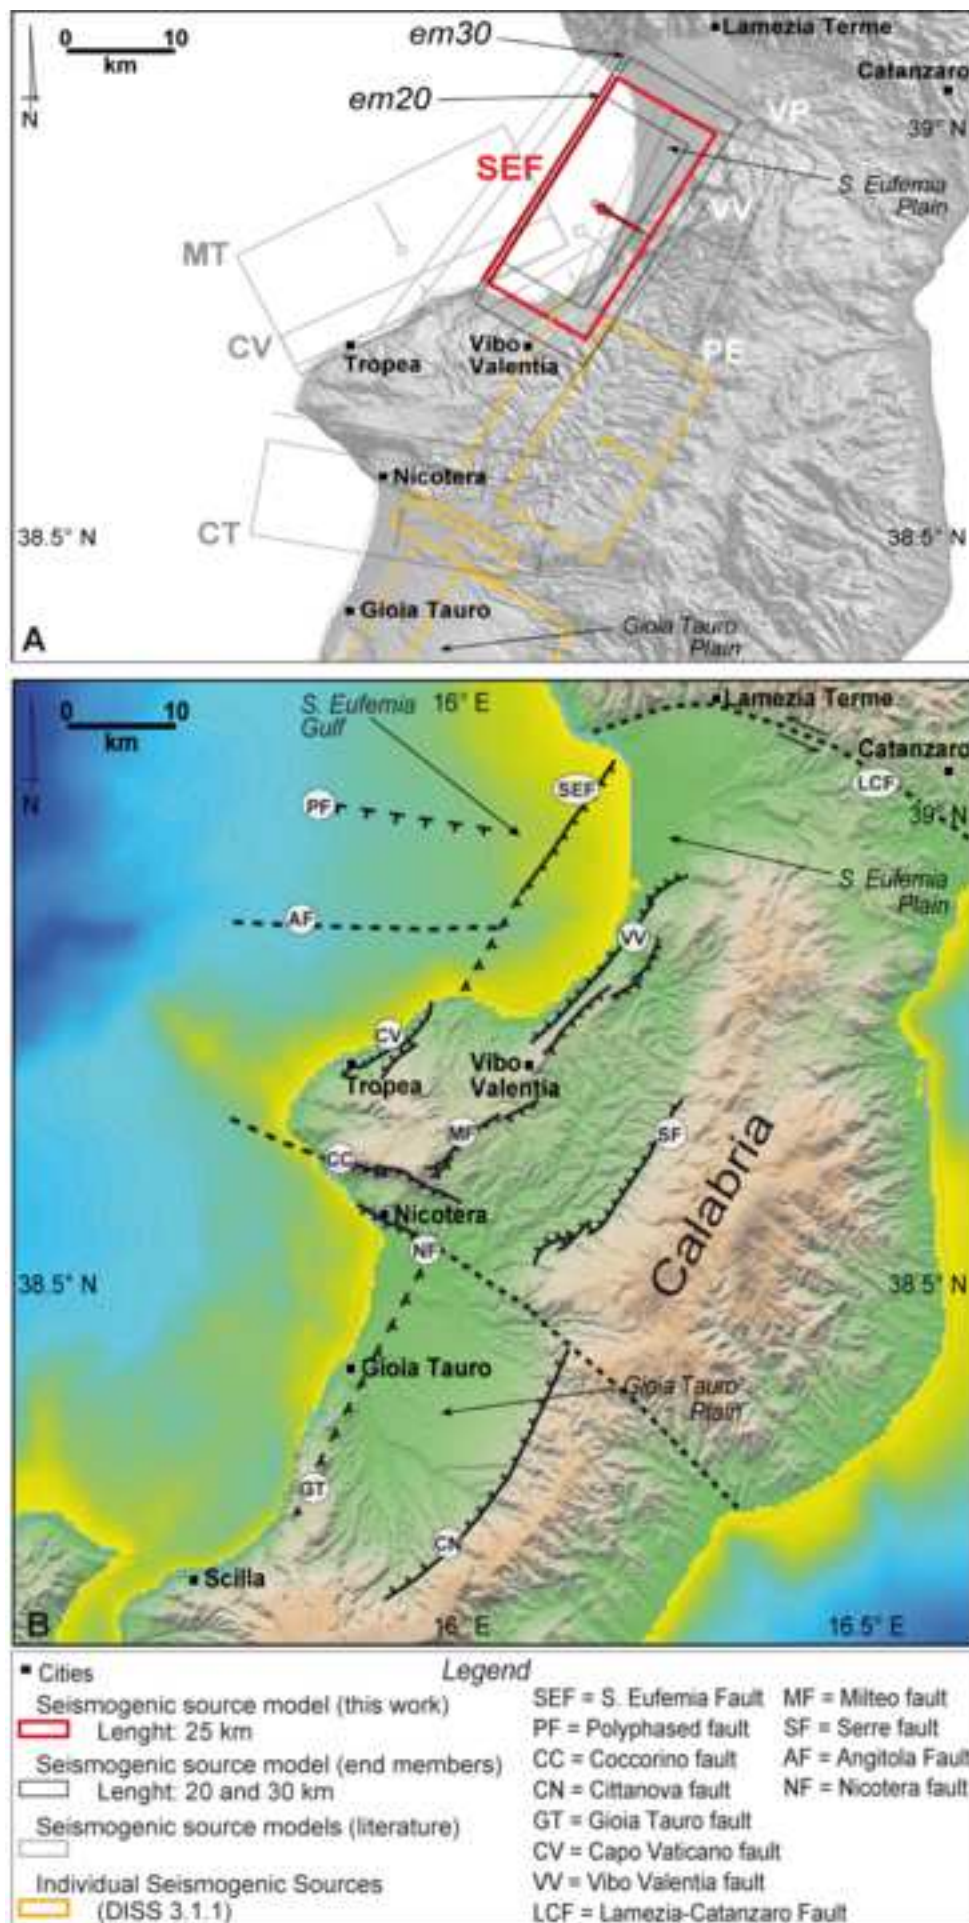 0 10
km
N
em30
em20
Lamezia Terme
Catanzaro
VP
39° N
SEF
S. Eufemia
Plain
VV
MT
CV
Tropea
Vibo
Valentia
PE
Nicotera
CT
38.5° N
38.5° N
Gioia Tauro
Gioia Tauro
Plain
A
0 10
km
N
S. Eufemia
Gulf
16° E
Lamezia Terme
Catanzaro
SEF
LCF
PF
39° N
S. Eufemia
Plain
AF
VV
CV
Tropea
Vibo
Valentia
MF
SF
CC
Calabria
Nicotera
NF
38.5° N
38.5° N
Gioia Tauro
Gioia Tauro
Plain
GT
CN
Scilla
B
16° E
16.5° E
Legend
Cities
Seismogenic source model (this work)
Lenght: 25 km
Seismogenic source model (end members)
Lenght: 20 and 30 km
Seismogenic source models (literature)
Individual Seismogenic Sources
(DISS 3.1.1)
SEF = S. Eufemia Fault
PF = Polyphased fault
CC = Coccorino fault
CN = Cittanova fault
GT = Gioia Tauro fault
CV = Capo Vaticano fault
VV = Vibo Valentia fault
LCF = Lamezia-Catanzaro Fault
MF = Milteo fault
SF = Serre fault
AF = Angitola Fault
NF = Nicotera fault